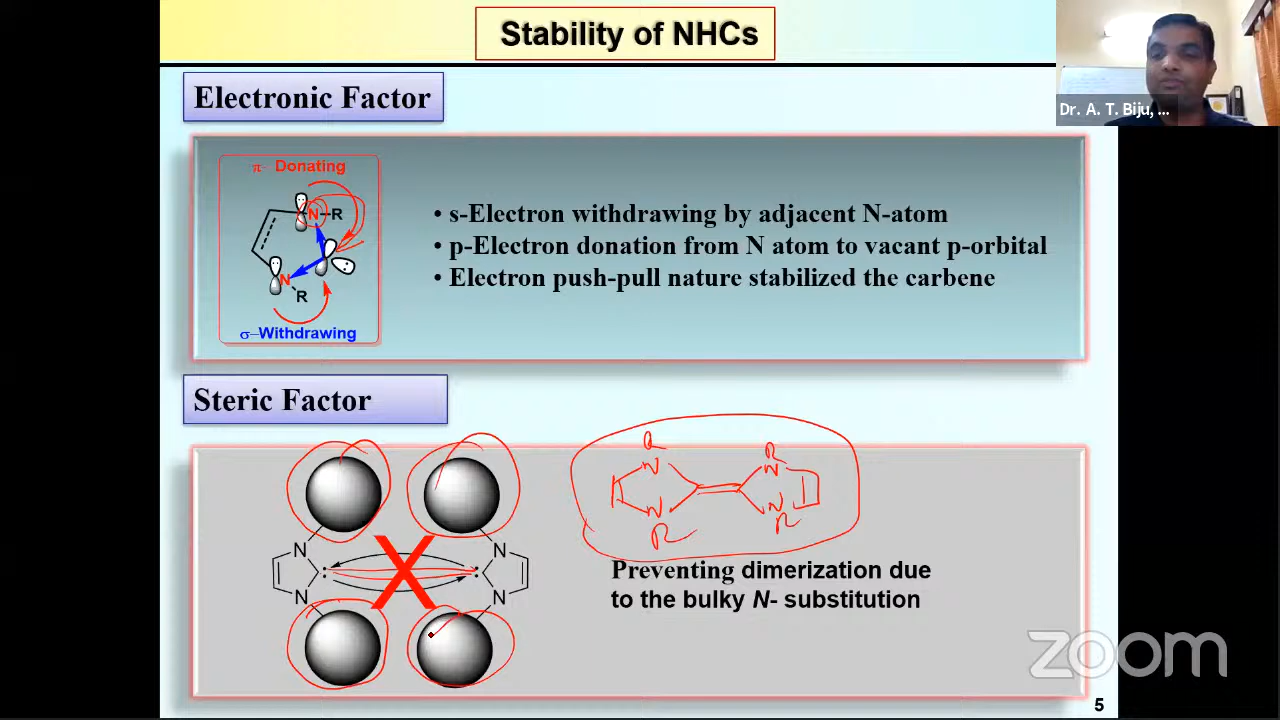 Stability of NHCs
Dr. A. T. Biju, ...
Electronic Factor
π- Donating
N-R
N
R
σ-Withdrawing
• s-Electron withdrawing by adjacent N-atom
• p-Electron donation from N atom to vacant p-orbital
• Electron push-pull nature stabilized the carbene
Steric Factor
R
N
N
R
R
N
N
R
N
N
N
N
Preventing dimerization due
to the bulky N- substitution
zoom
5